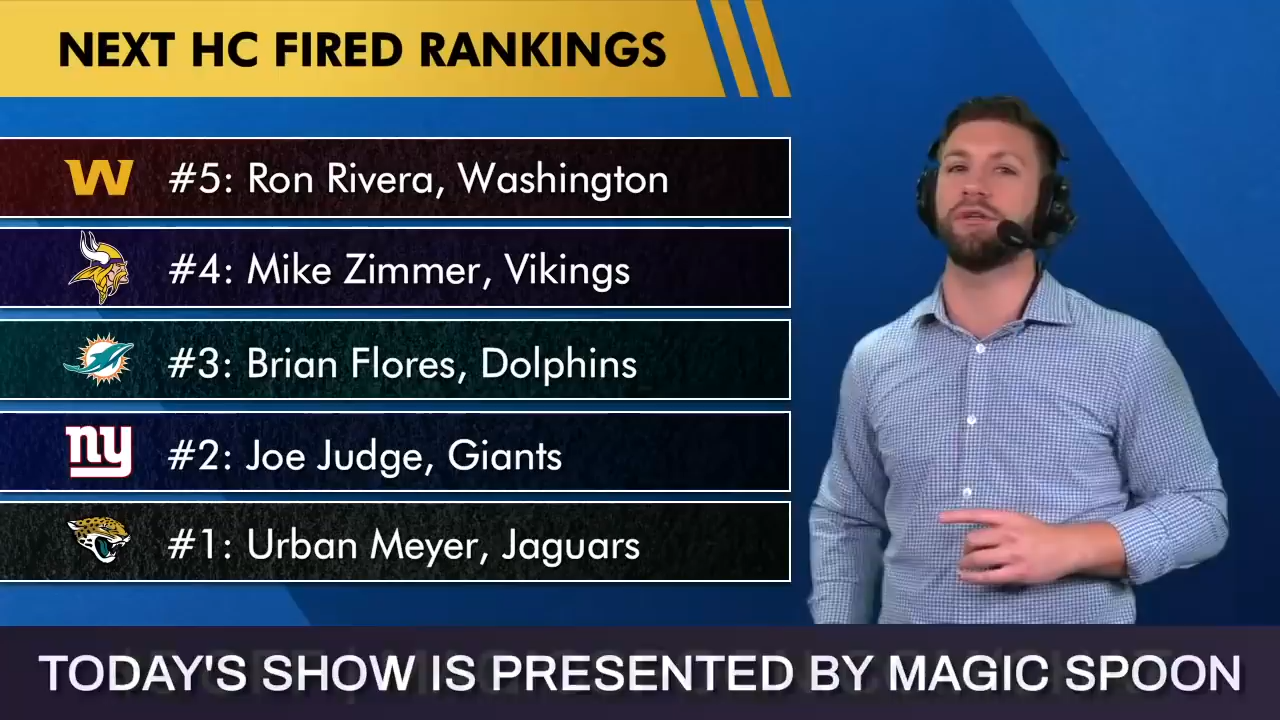 NEXT HC FIRED RANKINGS
W #5: Ron Rivera, Washington
#4: Mike Zimmer, Vikings
#3: Brian Flores, Dolphins
ny #2: Joe Judge, Giants
#1: Urban Meyer, Jaguars
TODAY'S SHOW IS PRESENTED BY MAGIC SPOON